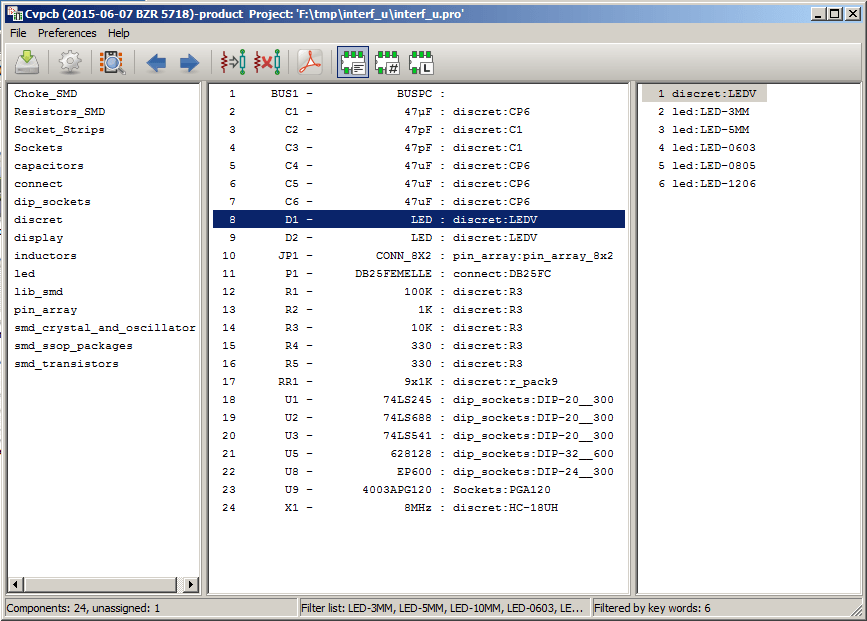 Cvpcb (2015-06-07 BZR 5718)-product Project: 'F:\tmp\interf_u\interf_u.pro'
File Preferences Help
#
L
Choke_SMD
Resistors_SMD
Socket_Strips
Sockets
capacitors
connect
dip_sockets
discret
display
inductors
led
lib_smd
pin_array
smd_crystal_and_oscillator
smd_ssop_packages
smd_transistors
1 BUS1 - BUSPC :
2 C1 - 47µF : discret:CP6
3 C2 - 47pF : discret:C1
4 C3 - 47pF : discret:C1
5 C4 - 47uF : discret:CP6
6 C5 - 47uF : discret:CP6
7 C6 - 47uF : discret:CP6
8 D1 - LED : discret:LEDV
9 D2 - LED : discret:LEDV
10 JP1 - CONN_8X2 : pin_array:pin_array_8x2
11 P1 - DB25FEMELLE : connect:DB25FC
12 R1 - 100K : discret:R3
13 R2 - 1K : discret:R3
14 R3 - 10K : discret:R3
15 R4 - 330 : discret:R3
16 R5 - 330 : discret:R3
17 RR1 - 9x1K : discret:r_pack9
18 U1 - 74LS245 : dip_sockets:DIP-20__300
19 U2 - 74LS688 : dip_sockets:DIP-20__300
20 U3 - 74LS541 : dip_sockets:DIP-20__300
21 U5 - 628128 : dip_sockets:DIP-32__600
22 U8 - EP600 : dip_sockets:DIP-24__300
23 U9 - 4003APG120 : Sockets:PGA120
24 X1 - 8MHz : discret:HC-18UH
1 discret:LEDV
2 led:LED-3MM
3 led:LED-5MM
4 led:LED-0603
5 led:LED-0805
6 led:LED-1206
Components: 24, unassigned: 1
Filter list: LED-3MM, LED-5MM, LED-10MM, LED-0603, LE...
Filtered by key words: 6